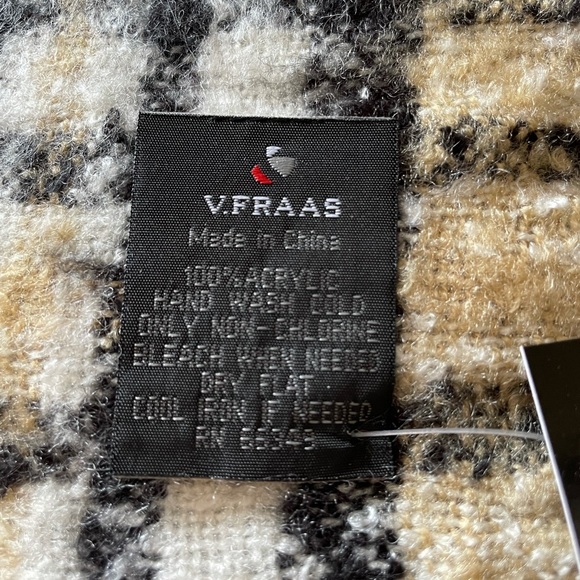 V.FRAAS
Made in China
100% ACRYLIC
HAND WASH COLD
ONLY NON-CHLORINE
BLEACH WHEN NEEDED
DRY FLAT
COOL IRON IF NEEDED
RN